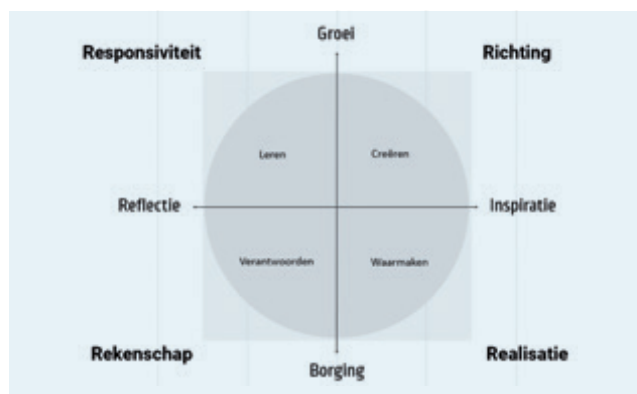 Groei
Responsiviteit
Richting
Leren
Creëren
Reflectie
Inspiratie
Verantwoorden
Waarmaken
Rekenschap
Realisatie
Borging